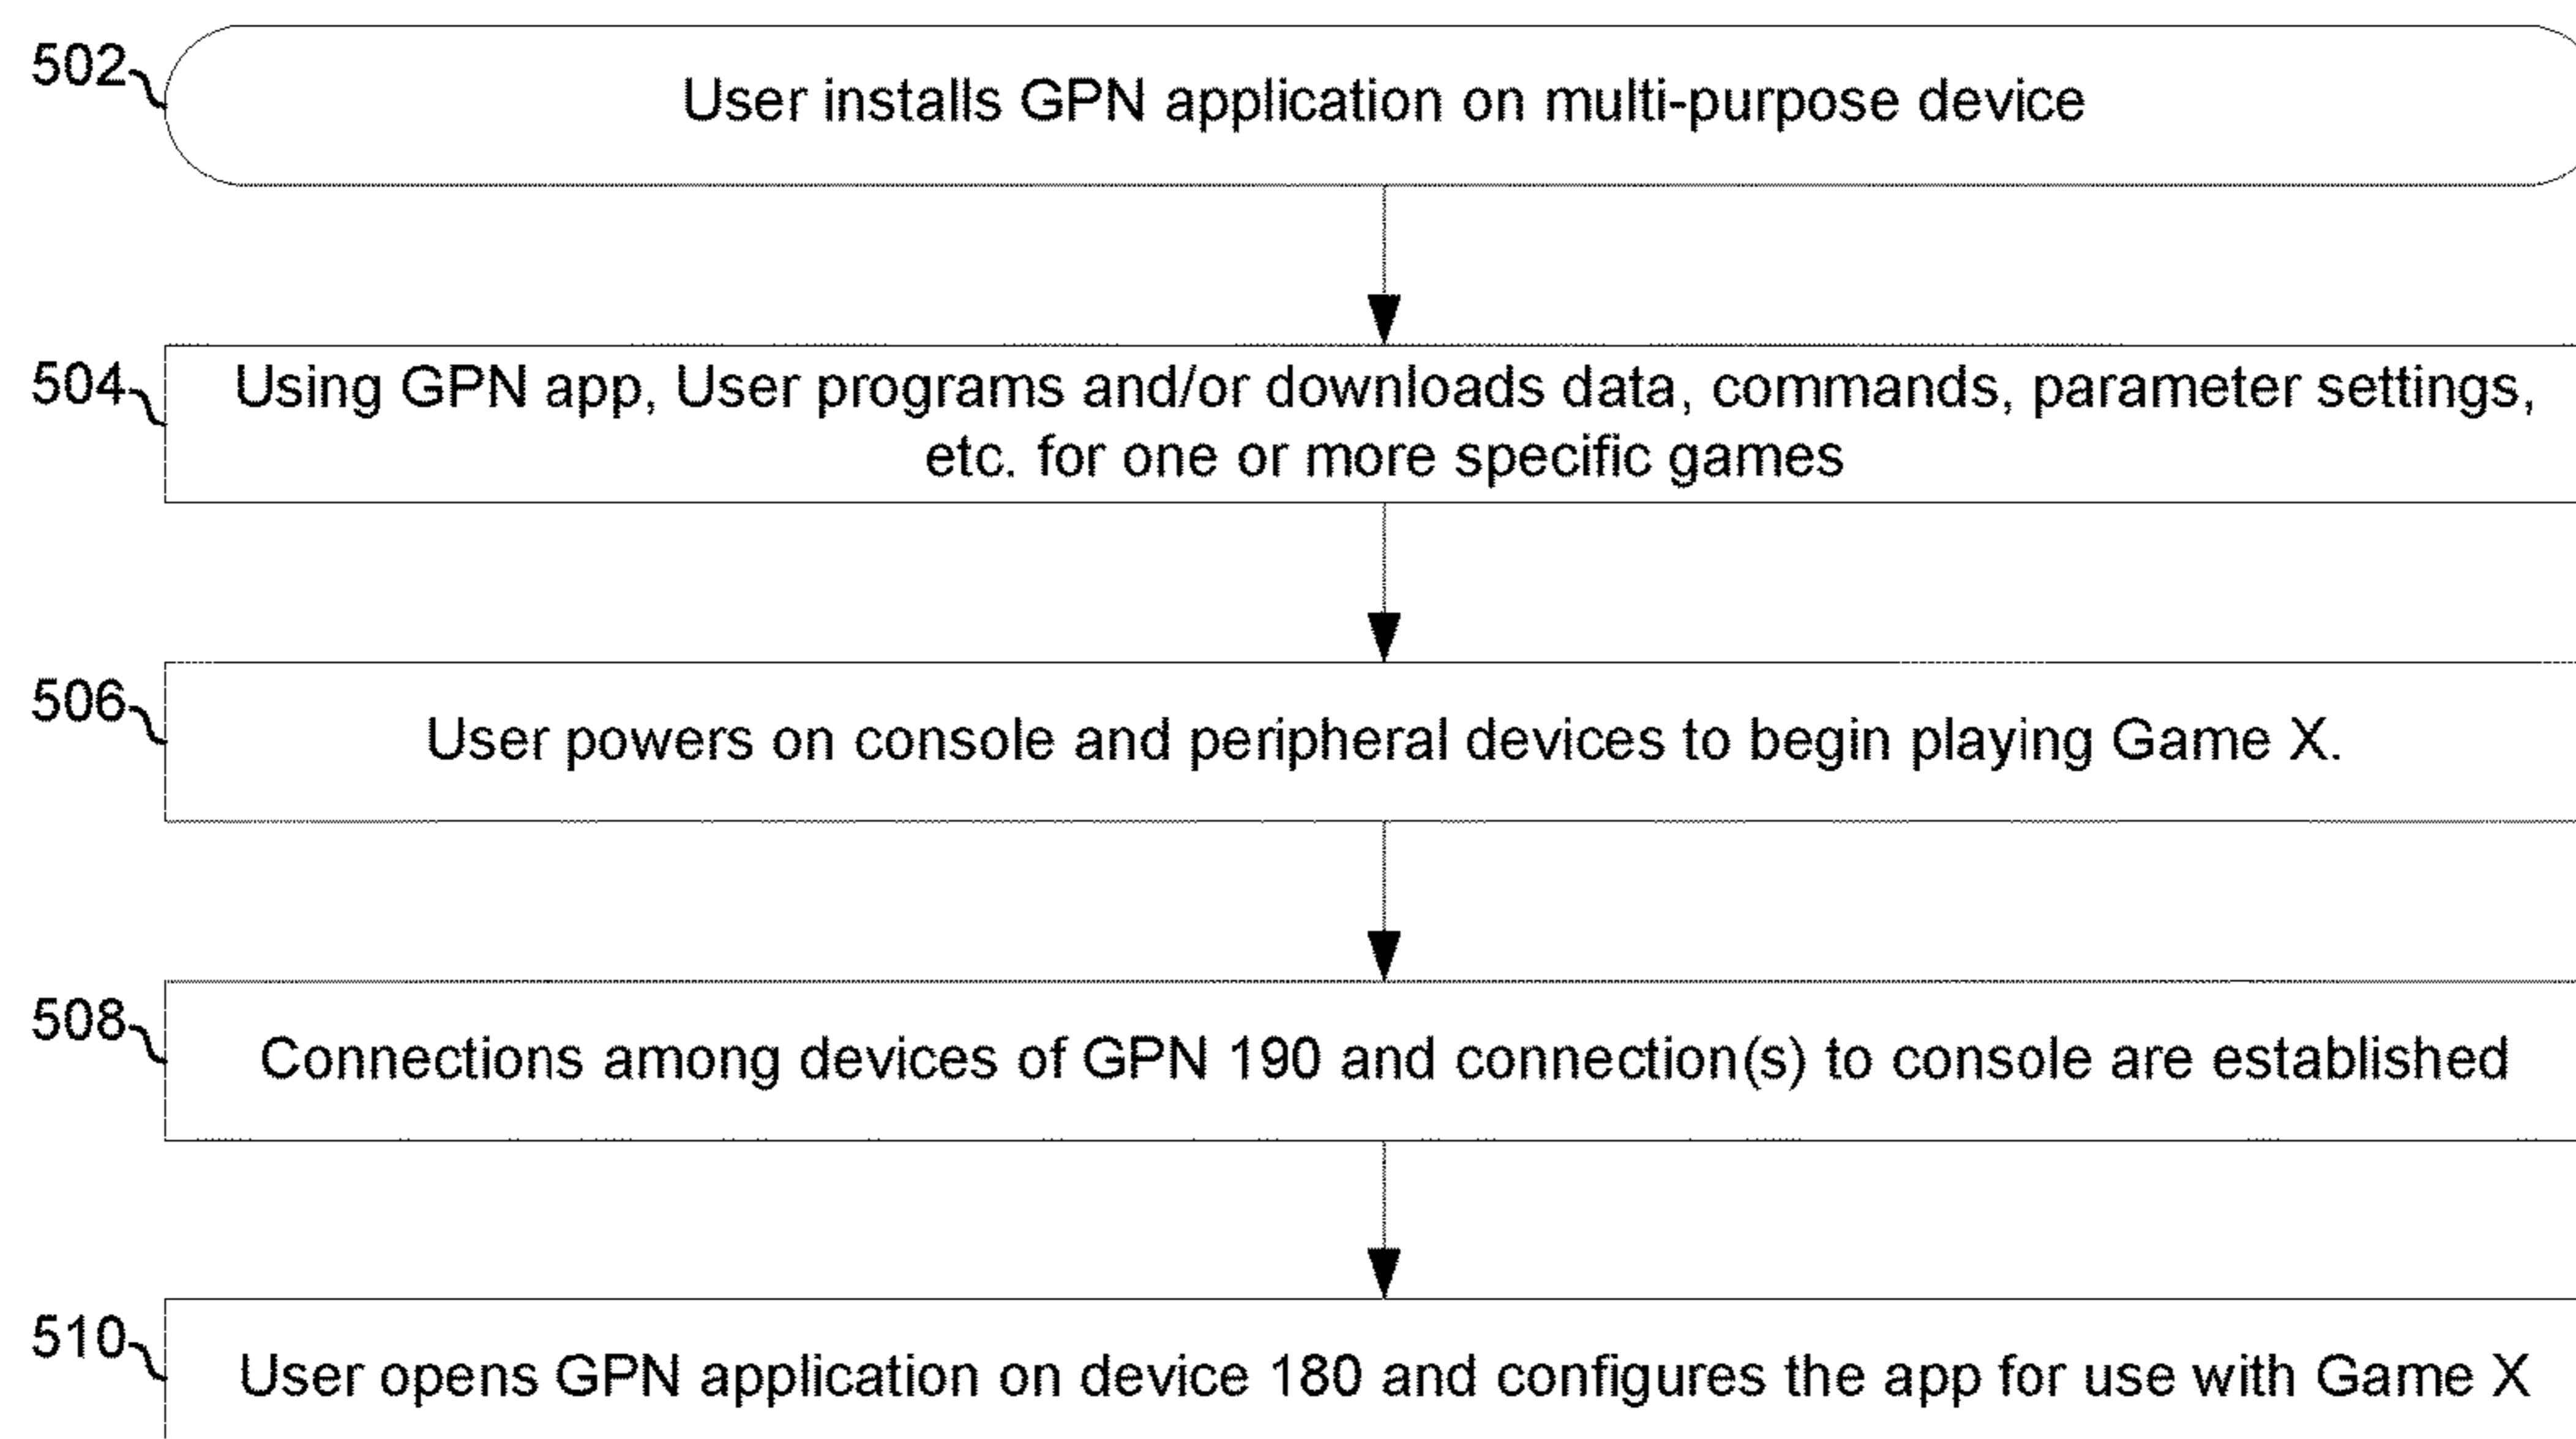 502
User installs GPN application on multi-purpose device
504
Using GPN app, User programs and/or downloads data, commands, parameter settings,
etc. for one or more specific games
506
User powers on console and peripheral devices to begin playing Game X.
508
Connections among devices of GPN 190 and connection(s) to console are established
510
User opens GPN application on device 180 and configures the app for use with Game X